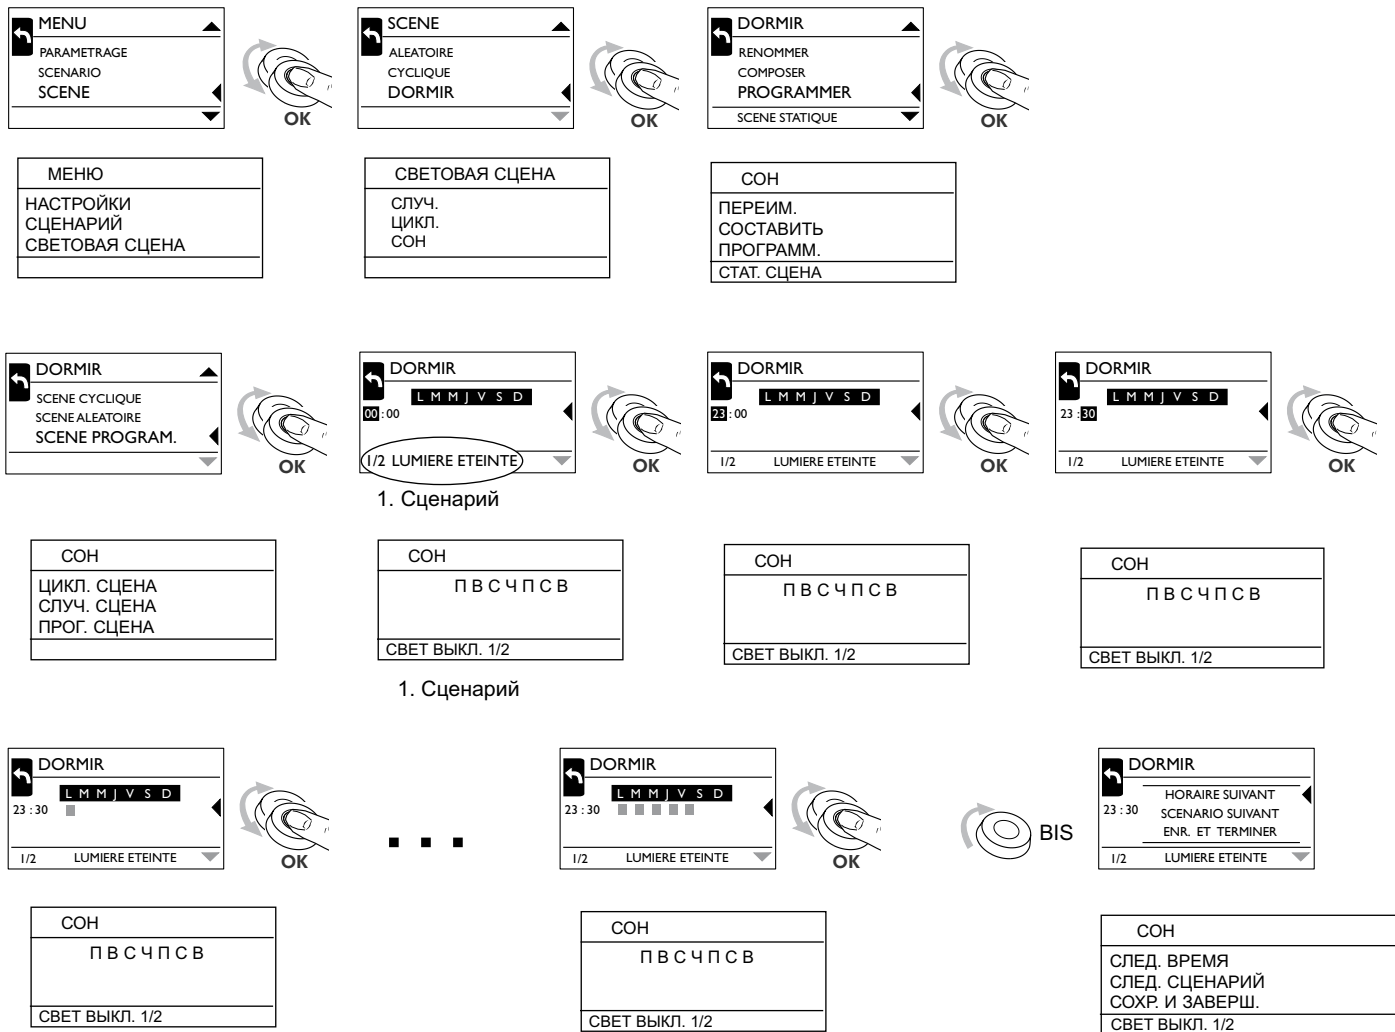 MENU
PARAMETRAGE
SCENARIO
SCENE
OK
SCENE
ALEATOIRE
CYCLIQUE
DORMIR
OK
DORMIR
RENOMMER
COMPOSER
PROGRAMMER
SCENE STATIQUE
OK
МЕНЮ
НАСТРОЙКИ
СЦЕНАРИЙ
СВЕТОВАЯ СЦЕНА
СВЕТОВАЯ СЦЕНА
СЛУЧ.
ЦИКЛ.
СОН
СОН
ПЕРЕИМ.
СОСТАВИТЬ
ПРОГРАММ.
СТАТ. СЦЕНА
DORMIR
SCENE CYCLIQUE
SCENE ALEATOIRE
SCENE PROGRAM.
OK
DORMIR
L M M J V S D
00 : 00
1/2 LUMIERE ETEINTE
OK
1. Сценарий
DORMIR
L M M J V S D
23 : 00
1/2 LUMIERE ETEINTE
OK
DORMIR
L M M J V S D
23 : 30
1/2 LUMIERE ETEINTE
OK
СОН
ЦИКЛ. СЦЕНА
СЛУЧ. СЦЕНА
ПРОГ. СЦЕНА
СОН
П В С Ч П С В
СВЕТ ВЫКЛ. 1/2
1. Сценарий
СОН
П В С Ч П С В
СВЕТ ВЫКЛ. 1/2
СОН
П В С Ч П С В
СВЕТ ВЫКЛ. 1/2
DORMIR
L M M J V S D
23 : 30
1/2 LUMIERE ETEINTE
OK
. . .
DORMIR
L M M J V S D
23 : 30
1/2 LUMIERE ETEINTE
OK
BIS
DORMIR
HORAIRE SUIVANT
23 : 30 SCENARIO SUIVANT
ENR. ET TERMINER
1/2 LUMIERE ETEINTE
СОН
П В С Ч П С В
СВЕТ ВЫКЛ. 1/2
СОН
П В С Ч П С В
СВЕТ ВЫКЛ. 1/2
СОН
СЛЕД. ВРЕМЯ
СЛЕД. СЦЕНАРИЙ
СОХР. И ЗАВЕРШ.
СВЕТ ВЫКЛ. 1/2